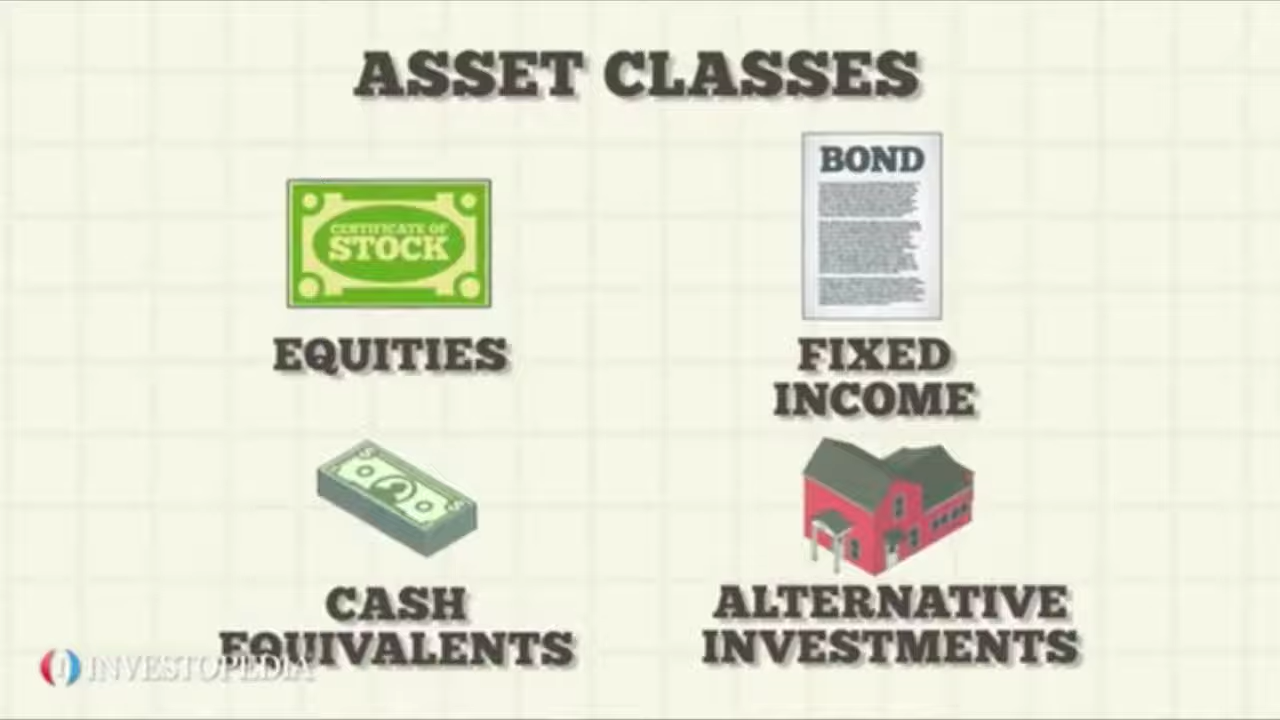 ASSET CLASSES
CERTIFICATE OF
STOCK
EQUITIES
BOND
FIXED
INCOME
CASH
EQUIVALENTS
ALTERNATIVE
INVESTMENTS
INVESTOPEDIA